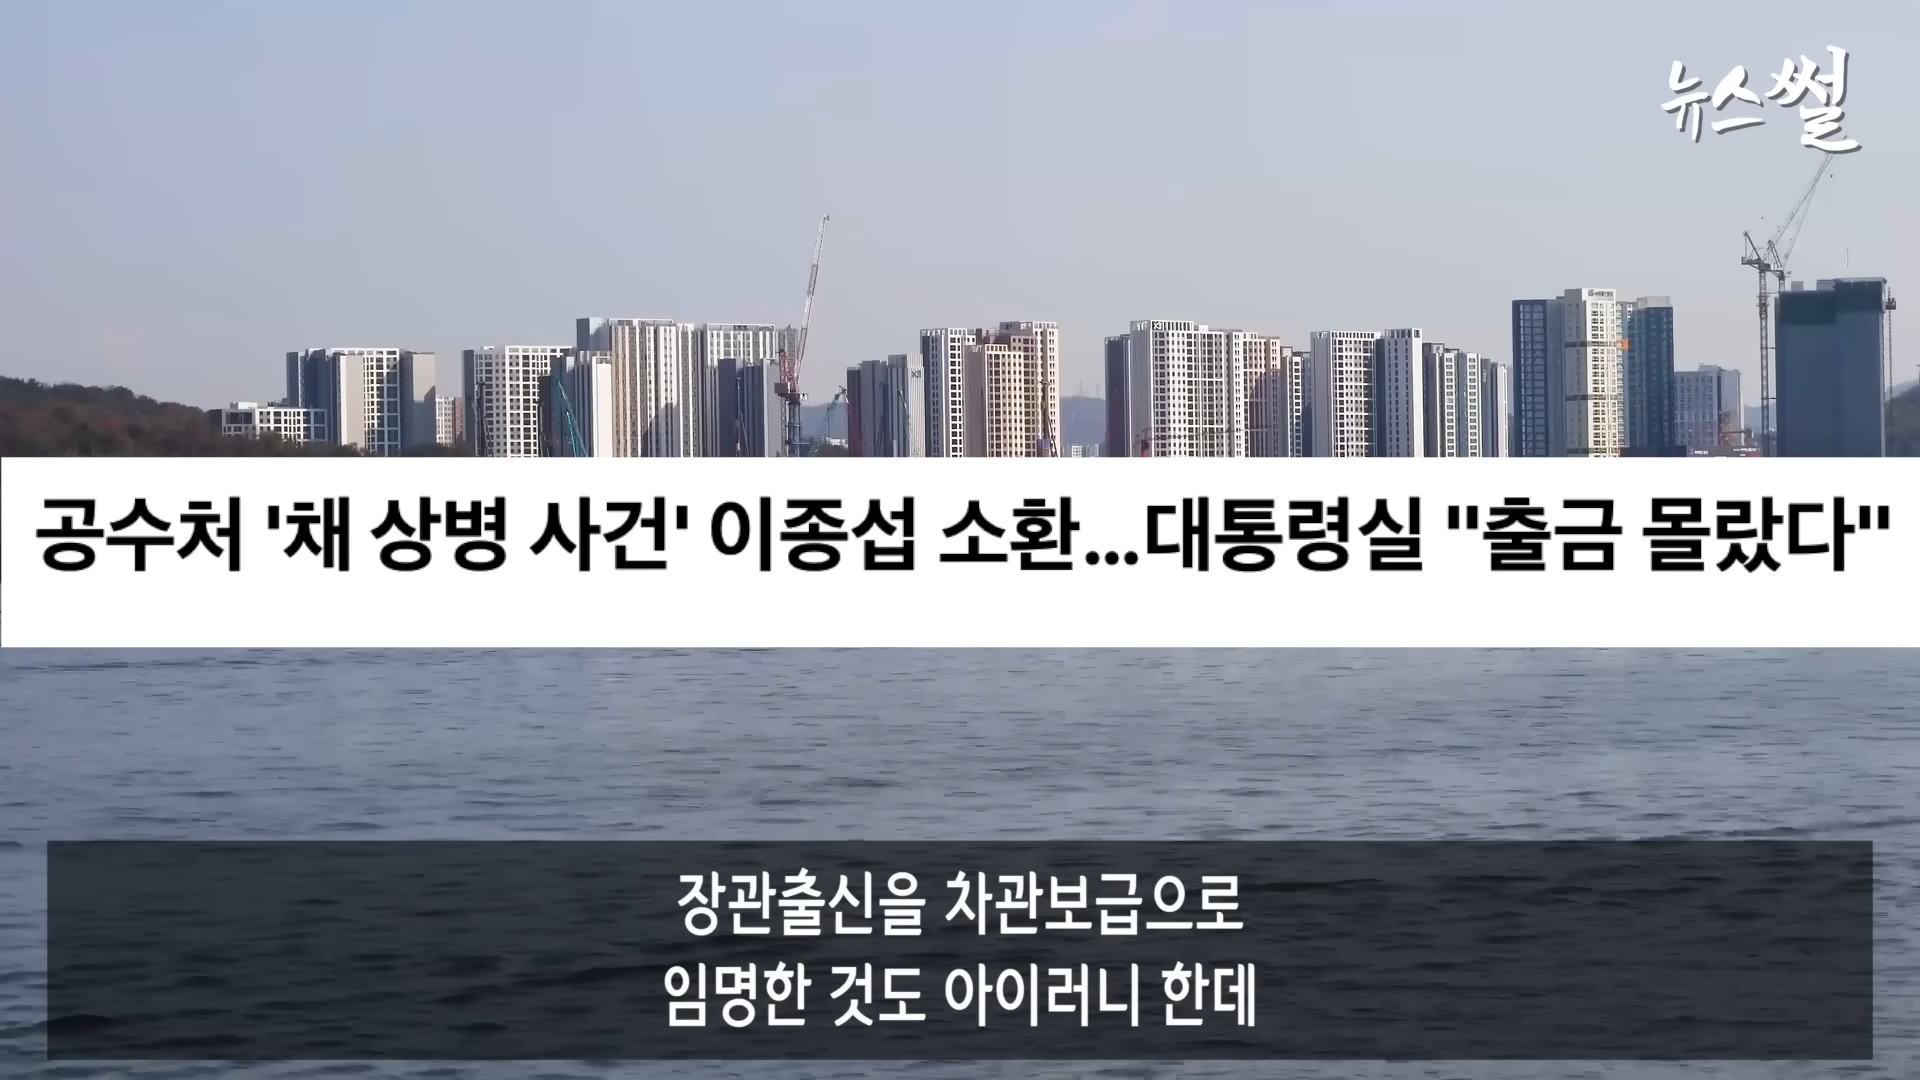 뉴스썰
공수처 '채 상병 사건' 이종섭 소환...대통령실 "출금 몰랐다"
장관출신을 차관보급으로
임명한 것도 아이러니 한데